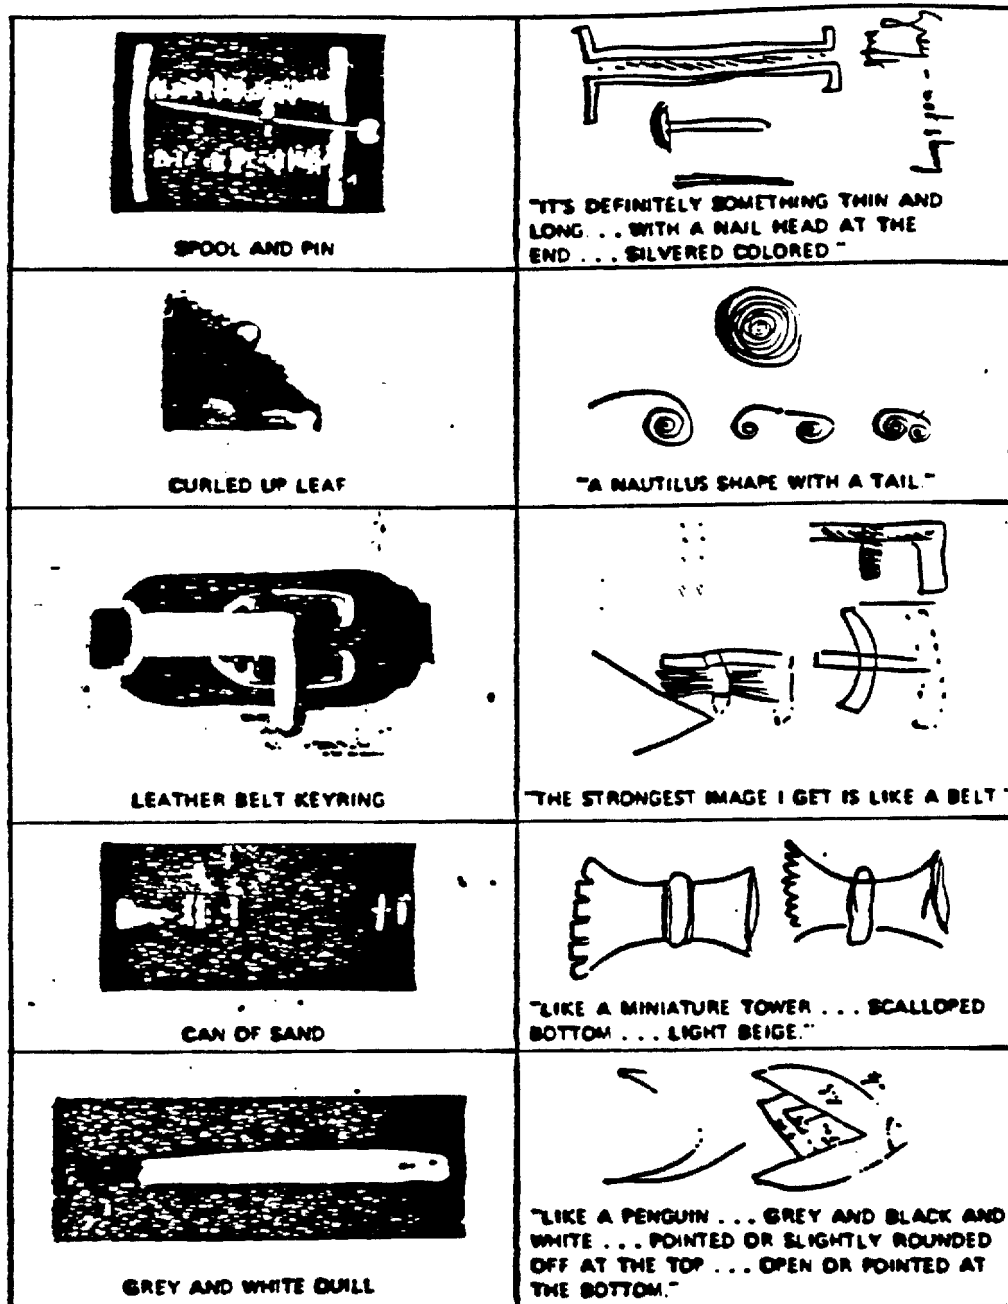 SPOOL AND PIN
"IT'S DEFINITELY SOMETHING THIN AND
LONG . . . WITH A NAIL HEAD AT THE
END . . . SILVERED COLORED"
CURLED UP LEAF
"A NAUTILUS SHAPE WITH A TAIL."
LEATHER BELT KEYRING
"THE STRONGEST IMAGE I GET IS LIKE A BELT"
CAN OF SAND
"LIKE A MINIATURE TOWER . . . SCALLOPED
BOTTOM . . . LIGHT BEIGE."
GREY AND WHITE QUILL
"LIKE A PENGUIN . . . GREY AND BLACK AND
WHITE . . . POINTED OR SLIGHTLY ROUNDED
OFF AT THE TOP . . . OPEN OR POINTED AT
THE BOTTOM."